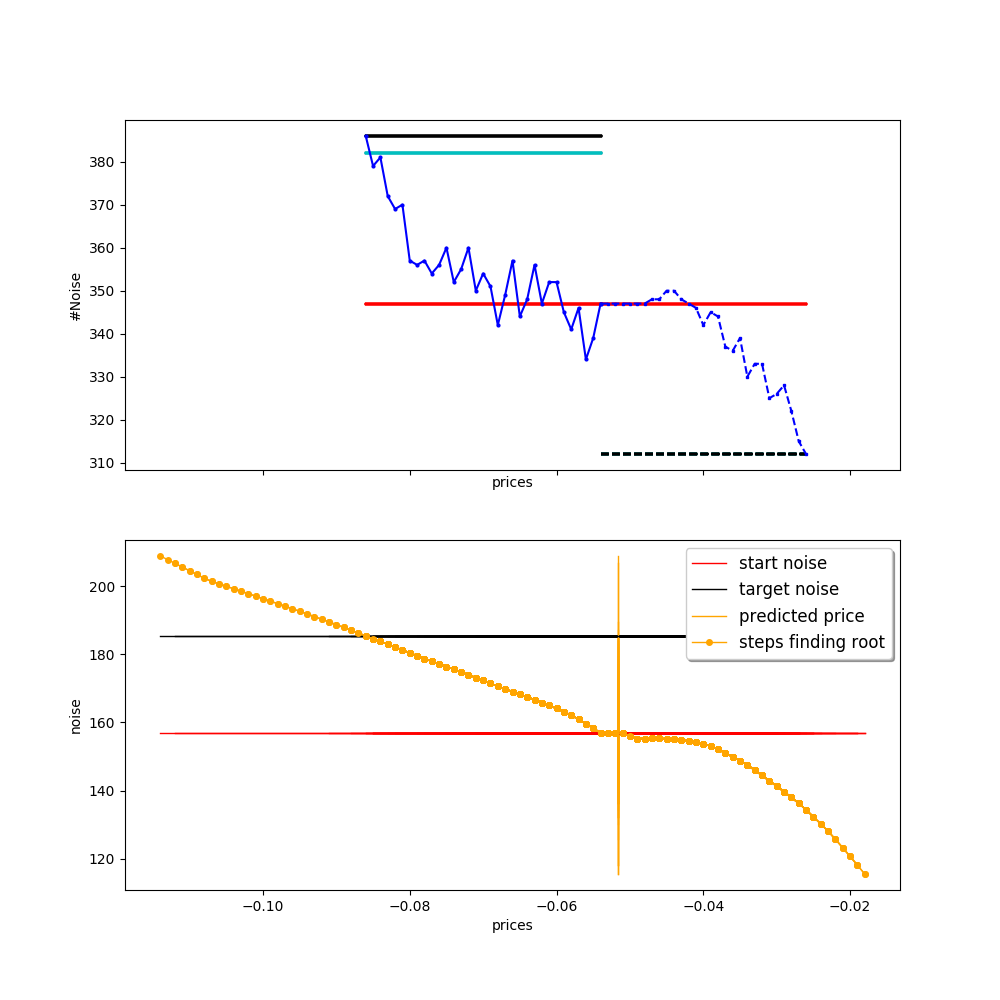 #Noise
380
370
360
350
340
330
320
310
prices
noise
200
180
160
140
120
start noise
target noise
predicted price
steps finding root
−0.10 −0.08 −0.06 −0.04 −0.02
prices